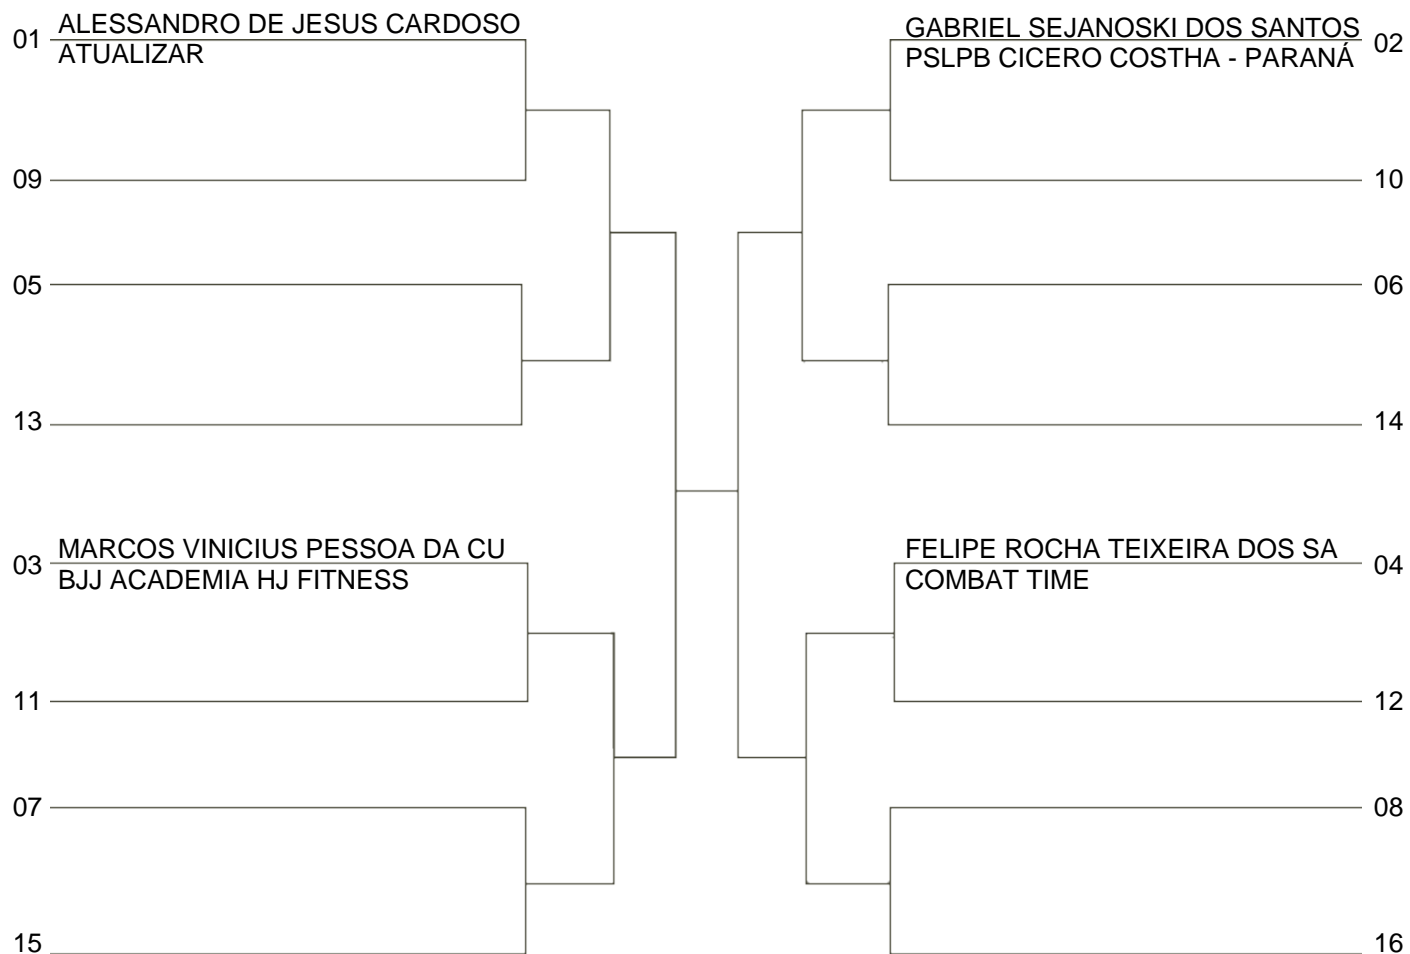 01 ALESSANDRO DE JESUS CARDOSO
ATUALIZAR
09
05
13
03 MARCOS VINICIUS PESSOA DA CU
BJJ ACADEMIA HJ FITNESS
11
07
15
GABRIEL SEJANOSKI DOS SANTOS 02
PSLPB CICERO COSTHA - PARANÁ
10
06
14
FELIPE ROCHA TEIXEIRA DOS SA 04
COMBAT TIME
12
08
16